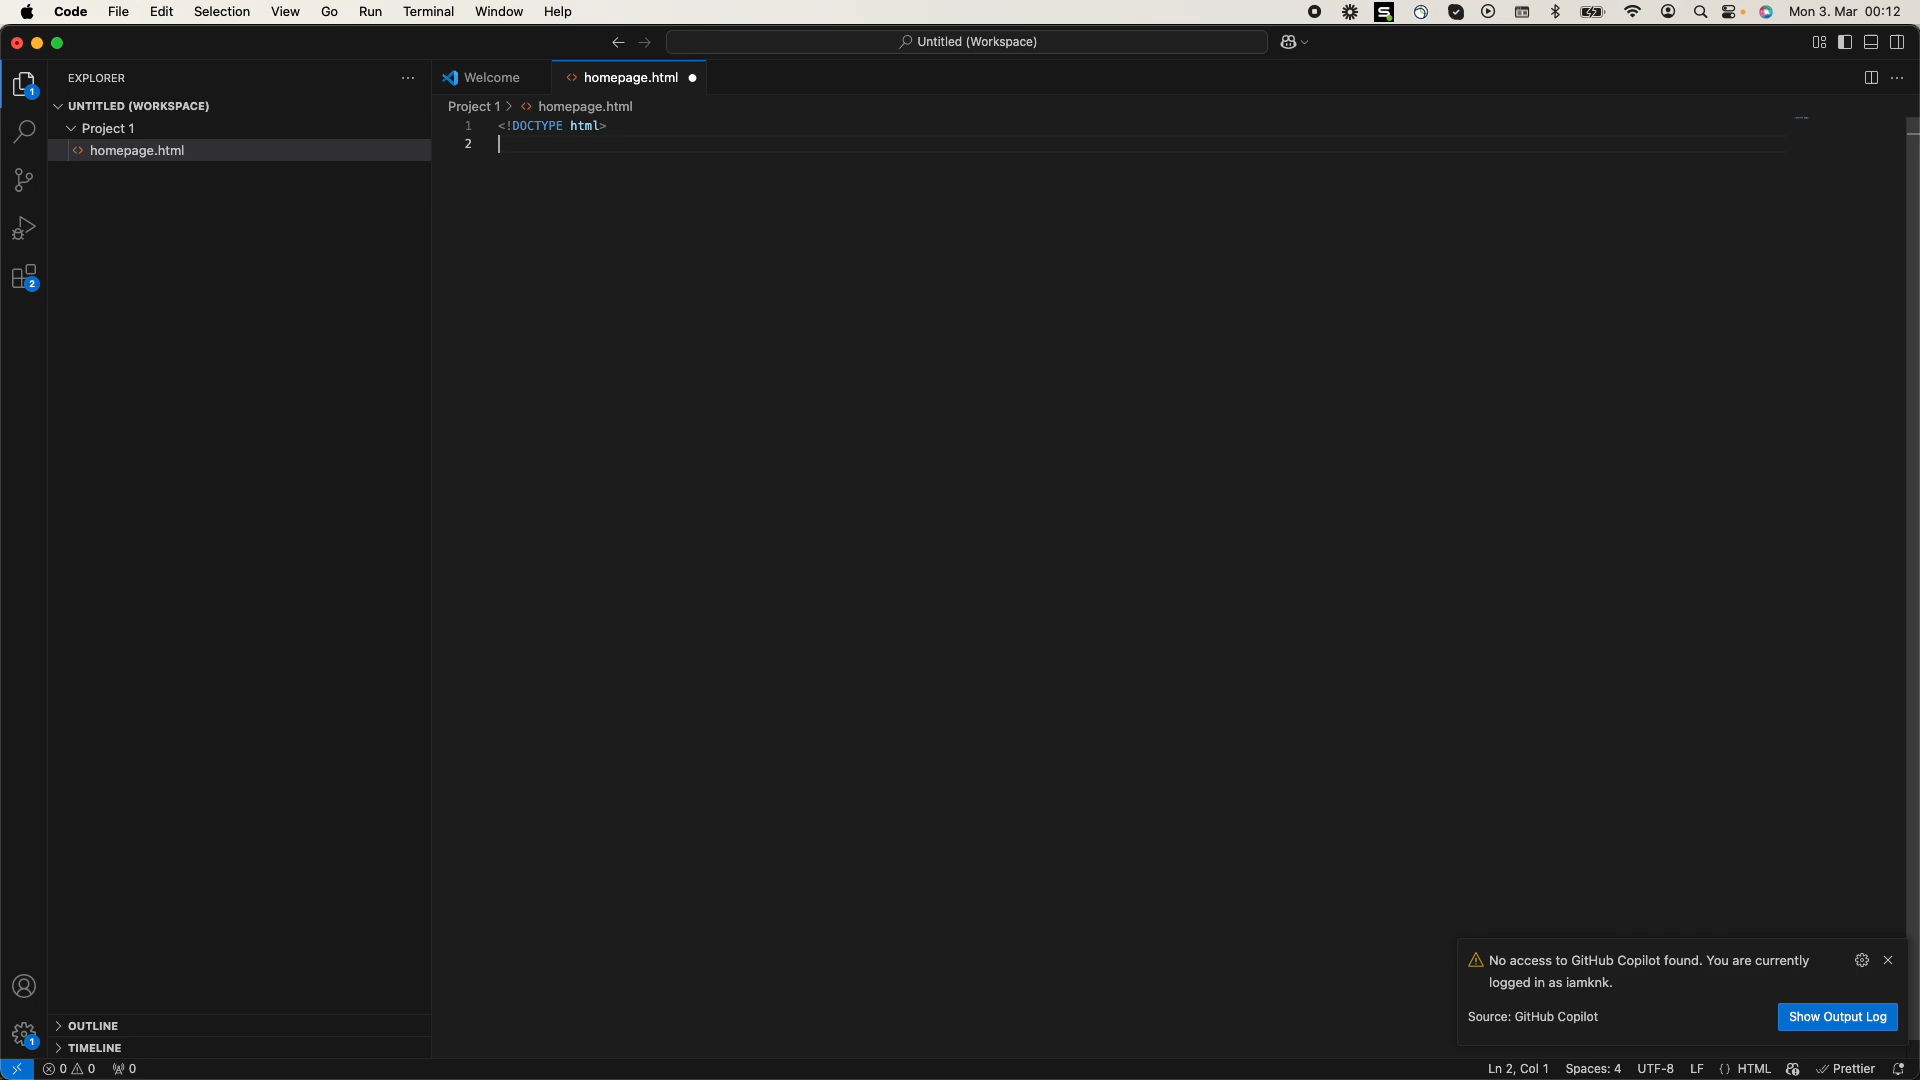 Code File Edit Selection View Go Run Terminal Window Help Mon 3. Mar 00:12
Untitled (Workspace)
EXPLORER
Welcome homepage.html
UNTITLED (WORKSPACE)
Project 1 > homepage.html
Project 1
homepage.html
1 <!DOCTYPE html>
2
1
2
No access to GitHub Copilot found. You are currently
logged in as iamknk.
Source: GitHub Copilot Show Output Log
OUTLINE
1
TIMELINE
0 0 0 Ln 2, Col 1 Spaces: 4 UTF-8 LF {} HTML Prettier